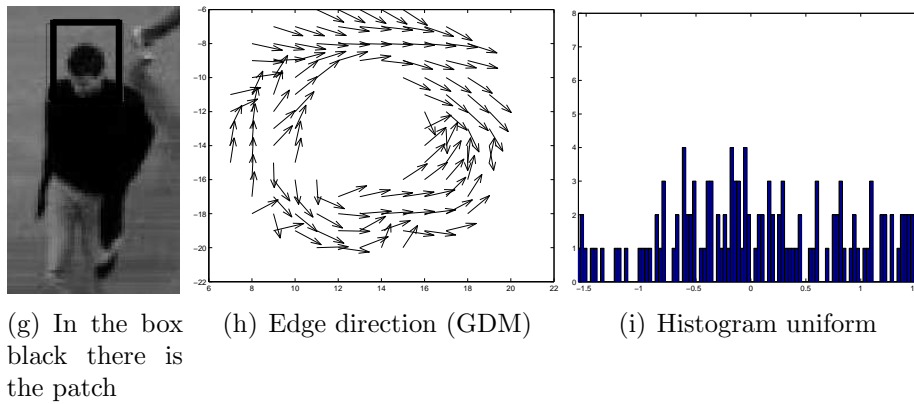 −6
−8
−10
−12
−14
−16
−18
−20
−22
6 8 10 12 14 16 18 20 22
8
7
6
5
4
3
2
1
0
−1.5 −1 −0.5 0 0.5 1 1.5
(g) In the box
black there is
the patch
(h) Edge direction (GDM)
(i) Histogram uniform